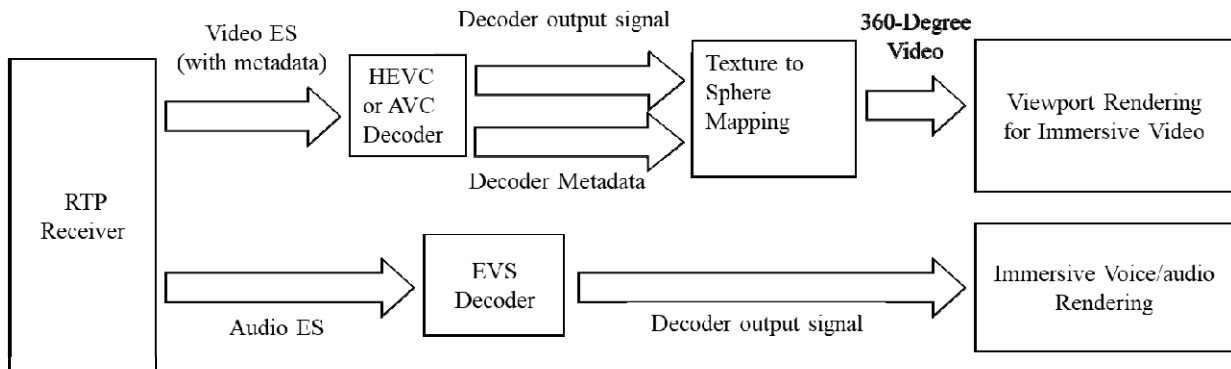 Video ES
(with metadata)
Decoder output signal
360-Degree
Video
HEVC
or AVC
Decoder
Texture to
Sphere
Mapping
Viewport Rendering
for Immersive Video
Decoder Metadata
RTP
Receiver
EVS
Decoder
Immersive Voice/audio
Rendering
Audio ES
Decoder output signal